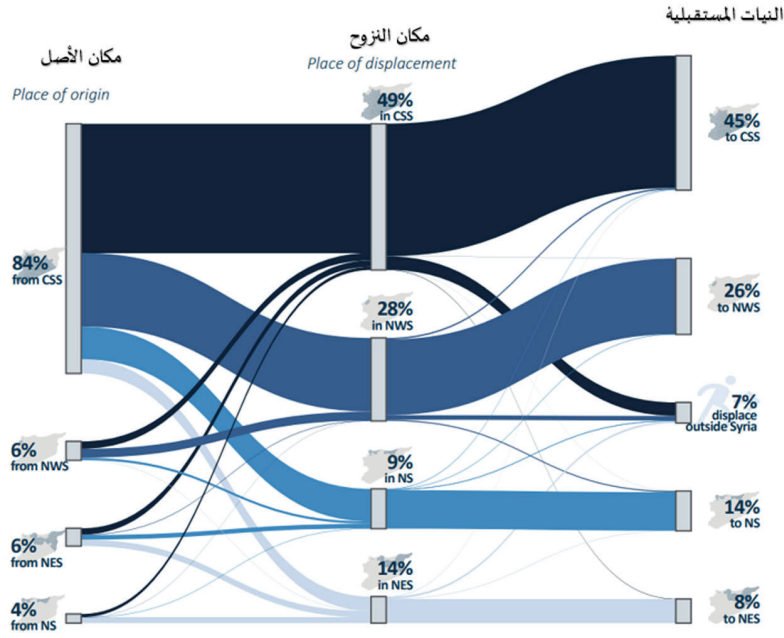 النيات المستقبلية
مكان النزوح
مكان الأصل
Place of displacement
Place of origin
49%
in CSS
45%
to CSS
84%
from CSS
28%
in NWS
26%
to NWS
7%
displace
outside Syria
6%
from NWS
9%
in NS
14%
to NS
6%
from NES
14%
in NES
4%
from NS
8%
to NES